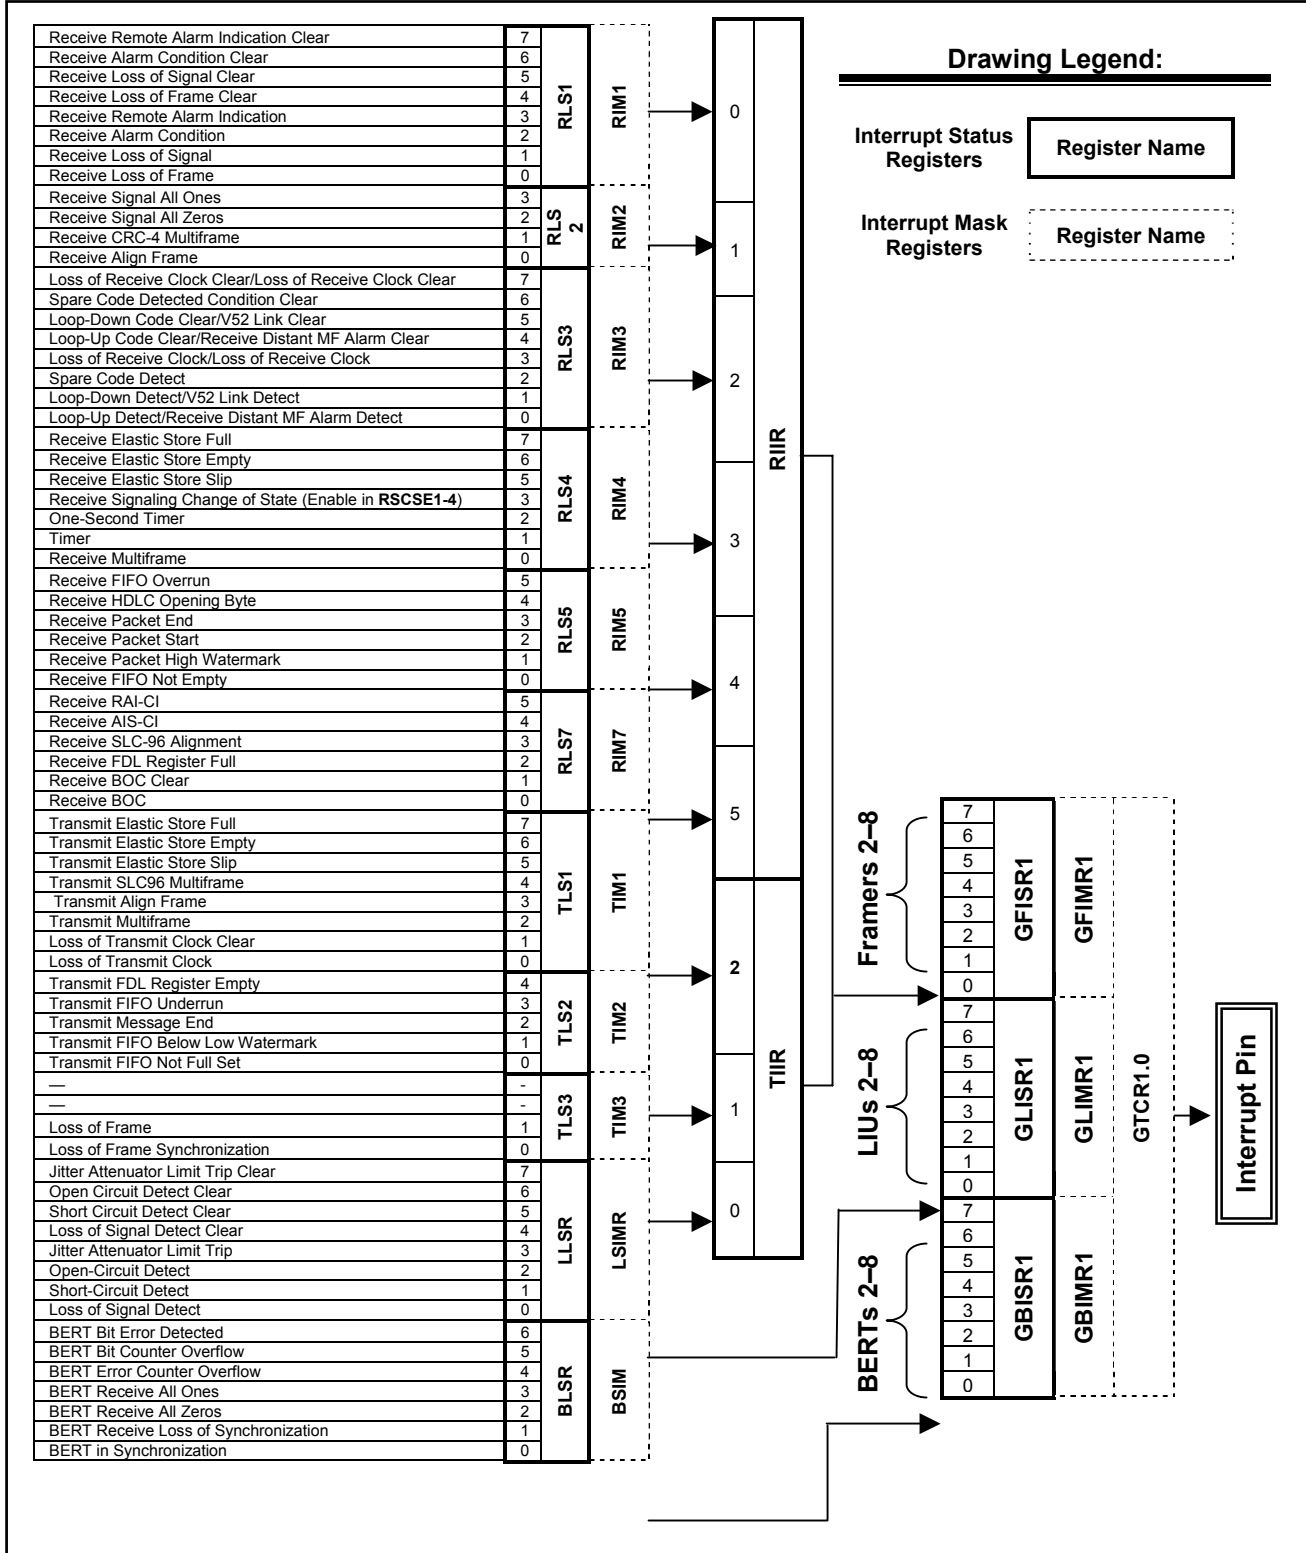 Receive Remote Alarm Indication Clear 7
Receive Alarm Condition Clear 6
Receive Loss of Signal Clear 5
Receive Loss of Frame Clear 4
Receive Remote Alarm Indication 3
Receive Alarm Condition 2
Receive Loss of Signal 1
Receive Loss of Frame 0
RLS1
RIM1
Receive Signal All Ones 3
Receive Signal All Zeros 2
Receive CRC-4 Multiframe 1
Receive Align Frame 0
RLS
2
RIM2
Loss of Receive Clock Clear/Loss of Receive Clock Clear 7
Spare Code Detected Condition Clear 6
Loop-Down Code Clear/V52 Link Clear 5
Loop-Up Code Clear/Receive Distant MF Alarm Clear 4
Loss of Receive Clock/Loss of Receive Clock 3
Spare Code Detect 2
Loop-Down Detect/V52 Link Detect 1
Loop-Up Detect/Receive Distant MF Alarm Detect 0
RLS3
RIM3
Receive Elastic Store Full 7
Receive Elastic Store Empty 6
Receive Elastic Store Slip 5
Receive Signaling Change of State (Enable in RSCSE1-4) 3
One-Second Timer 2
Timer 1
Receive Multiframe 0
RLS4
RIM4
Receive FIFO Overrun 5
Receive HDLC Opening Byte 4
Receive Packet End 3
Receive Packet Start 2
Receive Packet High Watermark 1
Receive FIFO Not Empty 0
RLS5
RIM5
Receive RAI-CI 5
Receive AIS-CI 4
Receive SLC-96 Alignment 3
Receive FDL Register Full 2
Receive BOC Clear 1
Receive BOC 0
RLS7
RIM7
Transmit Elastic Store Full 7
Transmit Elastic Store Empty 6
Transmit Elastic Store Slip 5
Transmit SLC96 Multiframe 4
Transmit Align Frame 3
Transmit Multiframe 2
Loss of Transmit Clock Clear 1
Loss of Transmit Clock 0
TLS1
TIM1
Transmit FDL Register Empty 4
Transmit FIFO Underrun 3
Transmit Message End 2
Transmit FIFO Below Low Watermark 1
Transmit FIFO Not Full Set 0
TLS2
TIM2
— -
— -
Loss of Frame 1
Loss of Frame Synchronization 0
TLS3
TIM3
Jitter Attenuator Limit Trip Clear 7
Open Circuit Detect Clear 6
Short Circuit Detect Clear 5
Loss of Signal Detect Clear 4
Jitter Attenuator Limit Trip 3
Open-Circuit Detect 2
Short-Circuit Detect 1
Loss of Signal Detect 0
LLSR
LSIMR
BERT Bit Error Detected 6
BERT Bit Counter Overflow 5
BERT Error Counter Overflow 4
BERT Receive All Ones 3
BERT Receive All Zeros 2
BERT Receive Loss of Synchronization 1
BERT in Synchronization 0
BLSR
BSIM
0
1
2
3
4
5
RIIR
2
1
0
TIIR
Drawing Legend:
Interrupt Status
Registers
Register Name
Interrupt Mask
Registers
Register Name
Framers 2–8
7
6
5
4
3
2
1
0
GFISR1
GFIMR1
LIUs 2–8
7
6
5
4
3
2
1
0
GLISR1
GLIMR1
BERTs 2–8
7
6
5
4
3
2
1
0
GBISR1
GBIMR1
GTCR1.0
Interrupt Pin